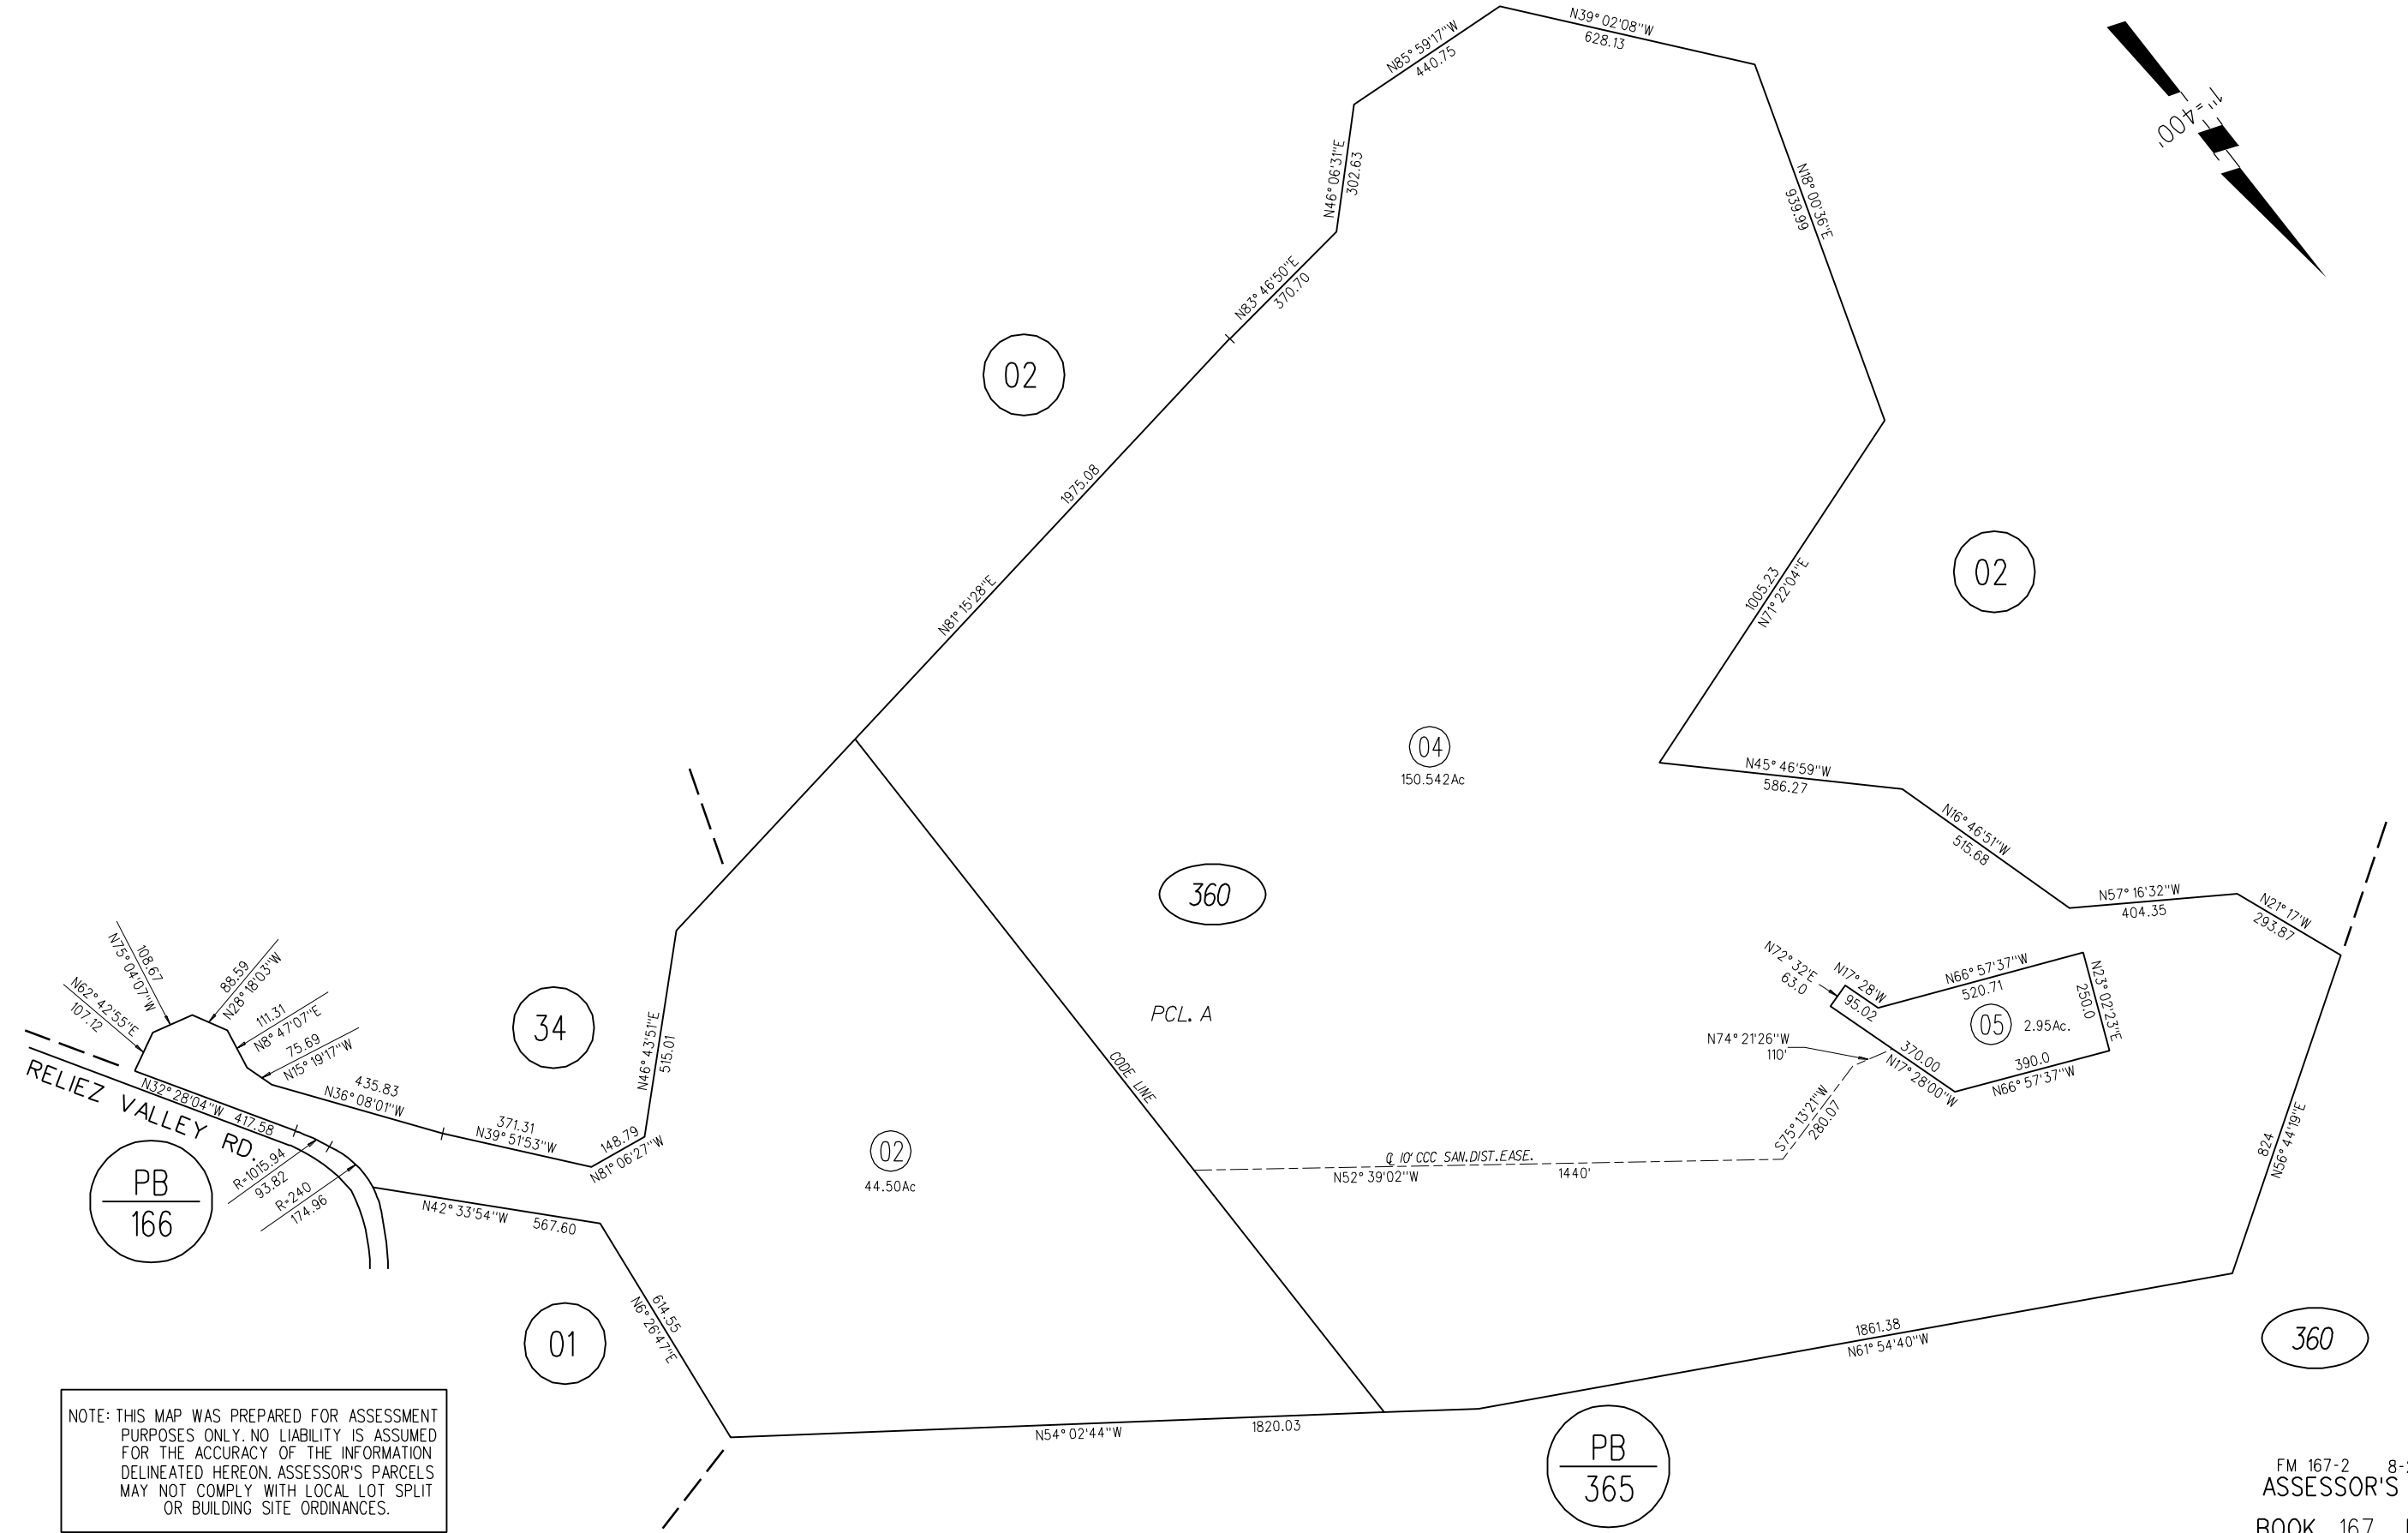 N39° 02'08"W
628.13
N85° 59'17"W
440.75
1"=400'
N46° 06'31"E
302.63
N18° 00'36"E
939.99
N83° 46'50"E
370.70
02
1975.08
N81° 15'28"E
02
1005.23
N71° 22'04"E
04
150.542Ac
N45° 46'59"W
586.27
N16° 46'51"W
515.68
360
N57° 16'32"W
404.35
N21° 17'W
293.87
108.67
N75° 04'07"W
88.59
N28° 18'03"W
N62° 42'55"E
107.12
111.31
N8° 47'07"E
75.69
N15° 19'17"W
34
PCL. A
N72° 32'E
63.0
N17° 28'W
95.02
N66° 57'37"W
520.71
05
2.95Ac.
N23° 02'23"E
250.0
N74° 21'26"W
110'
370.00
N17° 28'00"W
390.0
N66° 57'37"W
RELIEZ VALLEY RD.
N32° 28'04"W 417.58
435.83
N36° 08'01"W
371.31
N39° 51'53"W
148.79
N81° 06'27"W
N46° 43'51"E
515.01
CODE LINE
S75° 13'21"W
280.07
824
N56° 44'19"E
PB
166
R=1015.94
93.82
R=240
174.96
02
44.50Ac
℄ 10' CCC SAN.DIST.EASE.
N52° 39'02"W 1440'
N42° 33'54"W 567.60
01
614.55
N6° 26'47"E
1861.38
N61° 54'40"W
360
N54° 02'44"W 1820.03
PB
365
NOTE: THIS MAP WAS PREPARED FOR ASSESSMENT
PURPOSES ONLY. NO LIABILITY IS ASSUMED
FOR THE ACCURACY OF THE INFORMATION
DELINEATED HEREON. ASSESSOR'S PARCELS
MAY NOT COMPLY WITH LOCAL LOT SPLIT
OR BUILDING SITE ORDINANCES.
FM 167-2 8-
ASSESSOR'S
BOOK 167